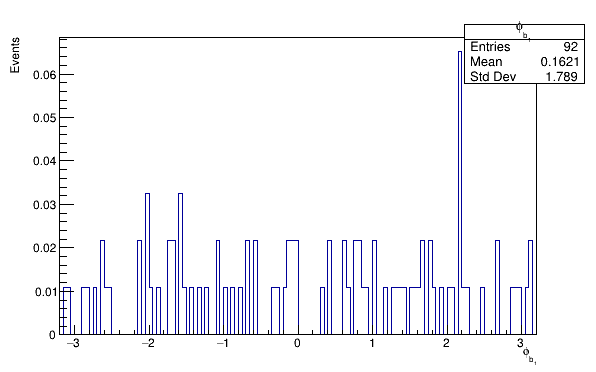 ϕ_b₁
Entries 92
Mean 0.1621
Std Dev 1.789
Events
0.06
0.05
0.04
0.03
0.02
0.01
0
−3 −2 −1 0 1 2 3
ϕ_b₁